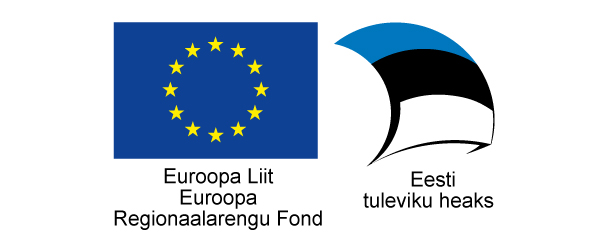 Euroopa Liit
Euroopa
Regionaalarengu Fond
Eesti
tuleviku heaks